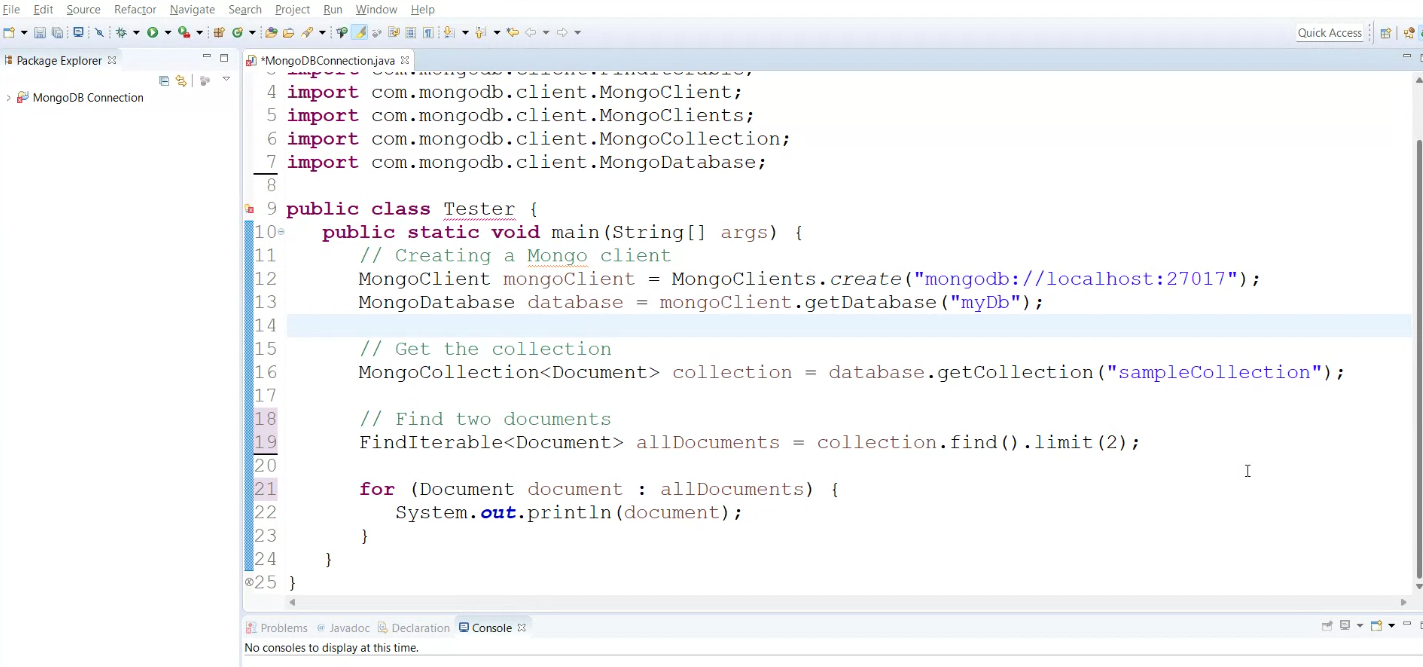 File Edit Source Refactor Navigate Search Project Run Window Help
Quick Access
Package Explorer
*MongoDBConnection.java
MongoDB Connection
import com.mongodb.client.FindIterable;
4 import com.mongodb.client.MongoClient;
5 import com.mongodb.client.MongoClients;
6 import com.mongodb.client.MongoCollection;
7 import com.mongodb.client.MongoDatabase;
8
9 public class Tester {
10 public static void main(String[] args) {
11 // Creating a Mongo client
12 MongoClient mongoClient = MongoClients.create("mongodb://localhost:27017");
13 MongoDatabase database = mongoClient.getDatabase("myDb");
14
15 // Get the collection
16 MongoCollection<Document> collection = database.getCollection("sampleCollection");
17
18 // Find two documents
19 FindIterable<Document> allDocuments = collection.find().limit(2);
20
21 for (Document document : allDocuments) {
22 System.out.println(document);
23 }
24 }
25 }
Problems Javadoc Declaration Console
No consoles to display at this time.